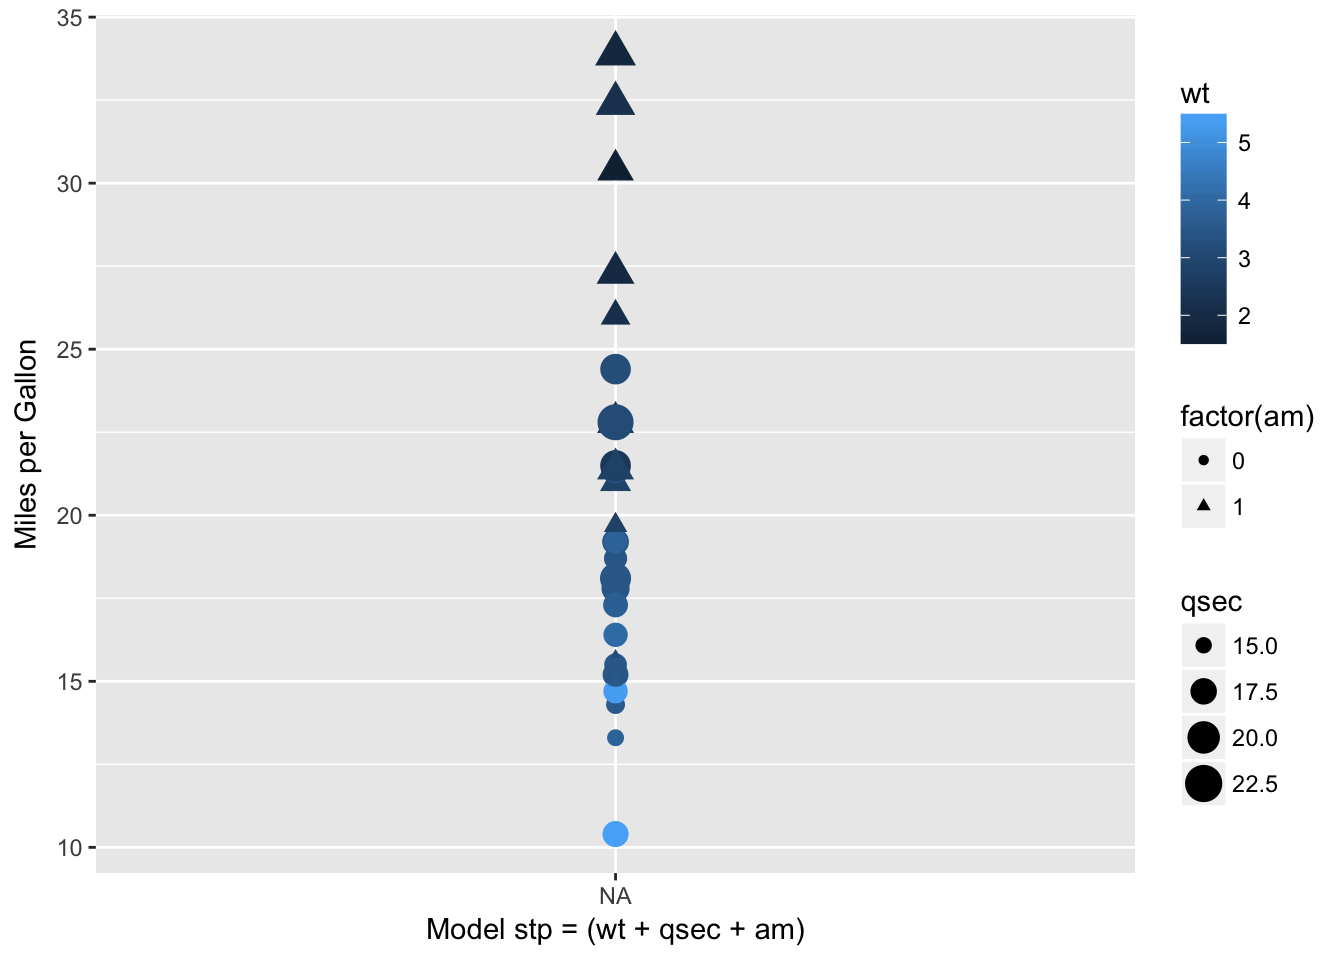 Miles per Gallon
35
30
25
20
15
10
NA
Model stp = (wt + qsec + am)
wt
5
4
3
2
factor(am)
0
1
qsec
15.0
17.5
20.0
22.5